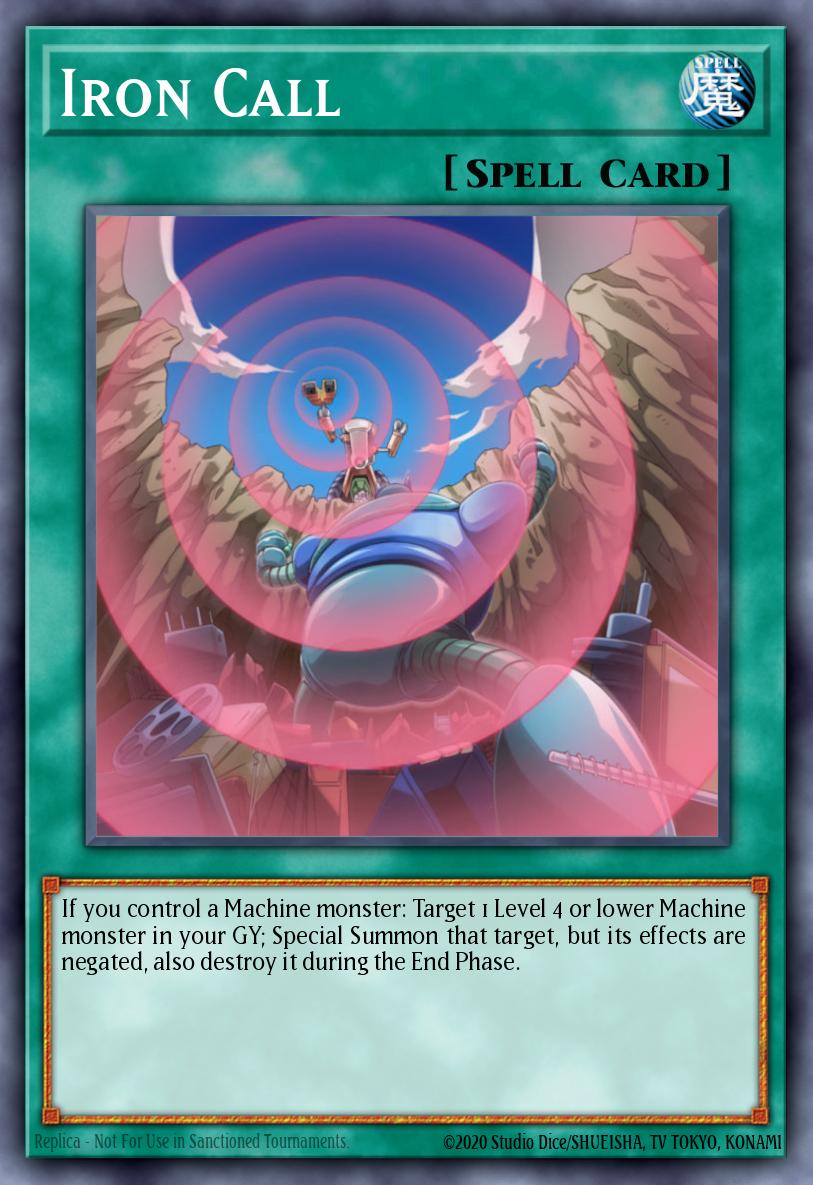 Iron Call
SPELL
魔
[ Spell Card ]
If you control a Machine monster: Target 1 Level 4 or lower Machine
monster in your GY; Special Summon that target, but its effects are
negated, also destroy it during the End Phase.
Replica - Not For Use in Sanctioned Tournaments.
©2020 Studio Dice/SHUEISHA, TV TOKYO, KONAMI